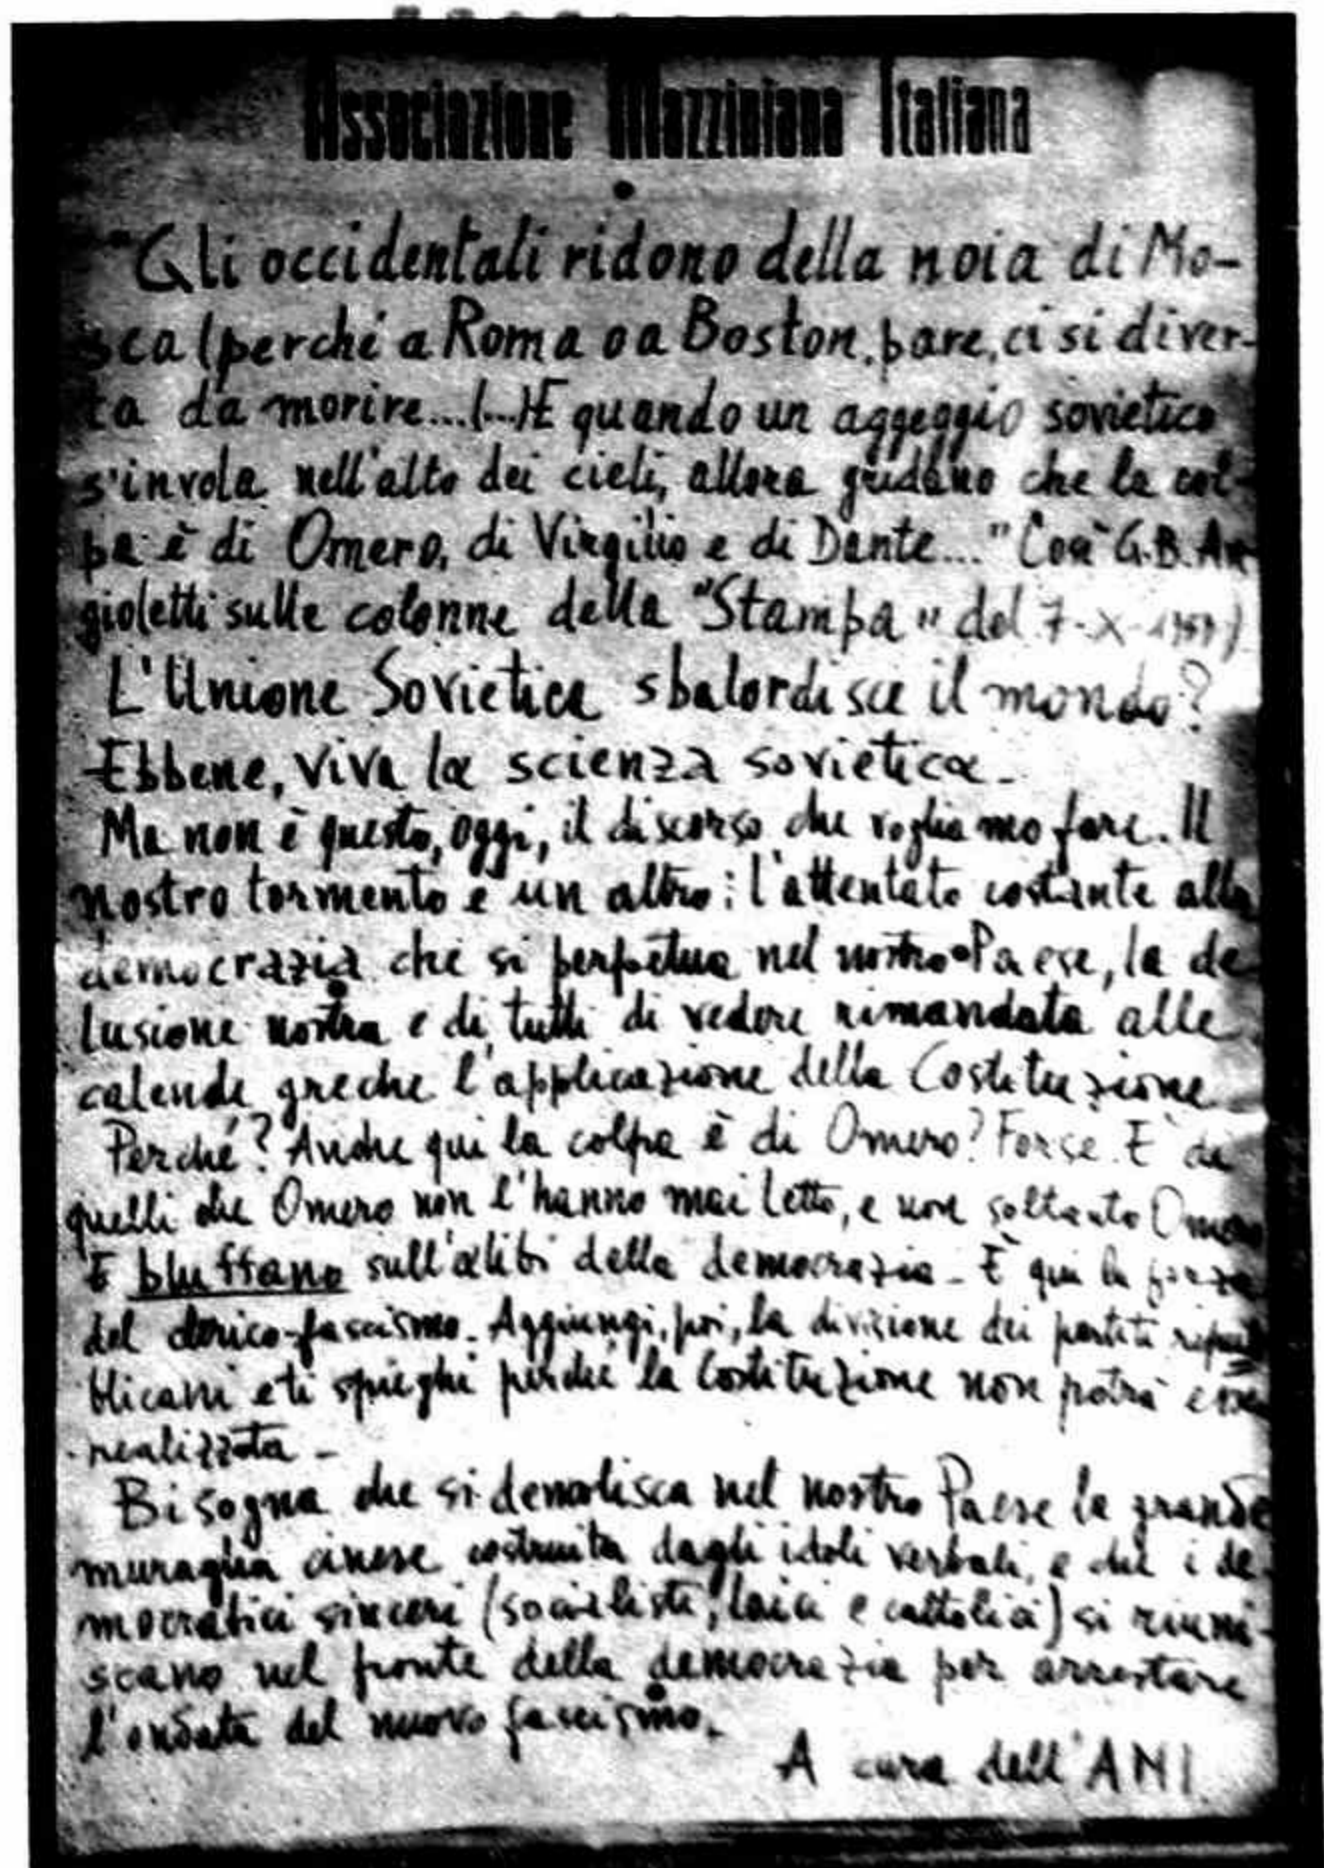 Associazione Mazziniana Italiana
"Gli occidentali ridono della noia di Mo-
sca (perché a Roma o a Boston, pare, ci si diver-
ta da morire...(...)E quando un aggeggio sovietico
s'invola nell'alto dei cieli, allora gridano che la col-
pa è di Omero, di Virgilio e di Dante..." Così G.B. An-
gioletti sulle colonne della "Stampa" del 7-X-1959)
L'Unione Sovietica sbalordisce il mondo?
Ebbene, viva la scienza sovietica-
Ma non è questo, oggi, il discorso che vogliamo fare. Il
nostro tormento è un altro: l'attentato costante alla
democrazia che si perpetua nel nostro Paese, la de
lusione nostra e di tutti di vedere rimandata alle
calende greche l'applicazione della Costituzione
Perché? Anche qui la colpa è di Omero? Forse. E' di
quelli che Omero non l'hanno mai letto, e non soltanto Omero
E bluffano sull'alibi della democrazia - È qui la forza
del clerico-fascismo. Aggiungi, poi, la divisione dei partiti repub
blicani e ti spieghi perché la Costituzione non potrà essere
realizzata -
Bisogna che si demolisca nel nostro Paese la grande
muraglia cinese costruita dagli idoli verbali, e che i de
mocratici sinceri (socialisti, laici e cattolici) si riuni-
scano nel fronte della democrazia per arrestare
l'ondata del nuovo fascismo.
A cura dell'AMI